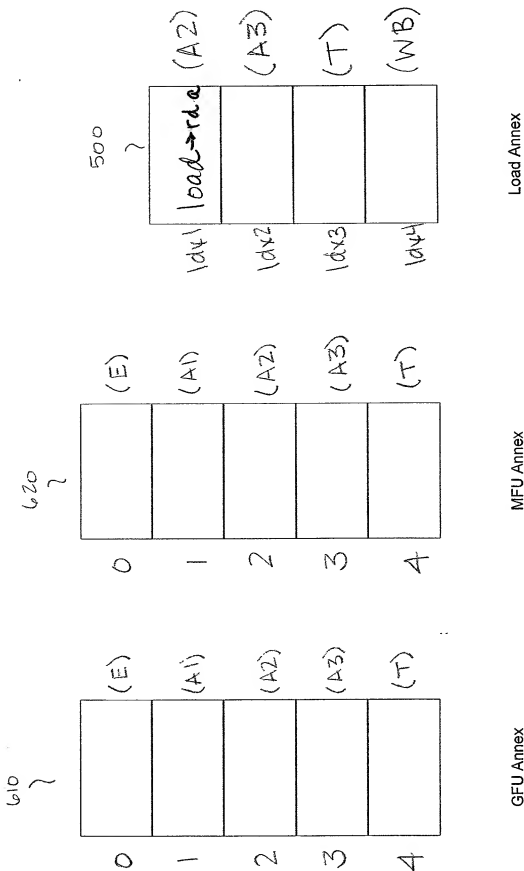 610
0 (E)
1 (A1)
2 (A2)
3 (A3)
4 (T)
GFU Annex
620
0 (E)
1 (A1)
2 (A2)
3 (A3)
4 (T)
MFU Annex
500
ldx1 load→rda (A2)
ldx2 (A3)
ldx3 (T)
ldx4 (WB)
Load Annex